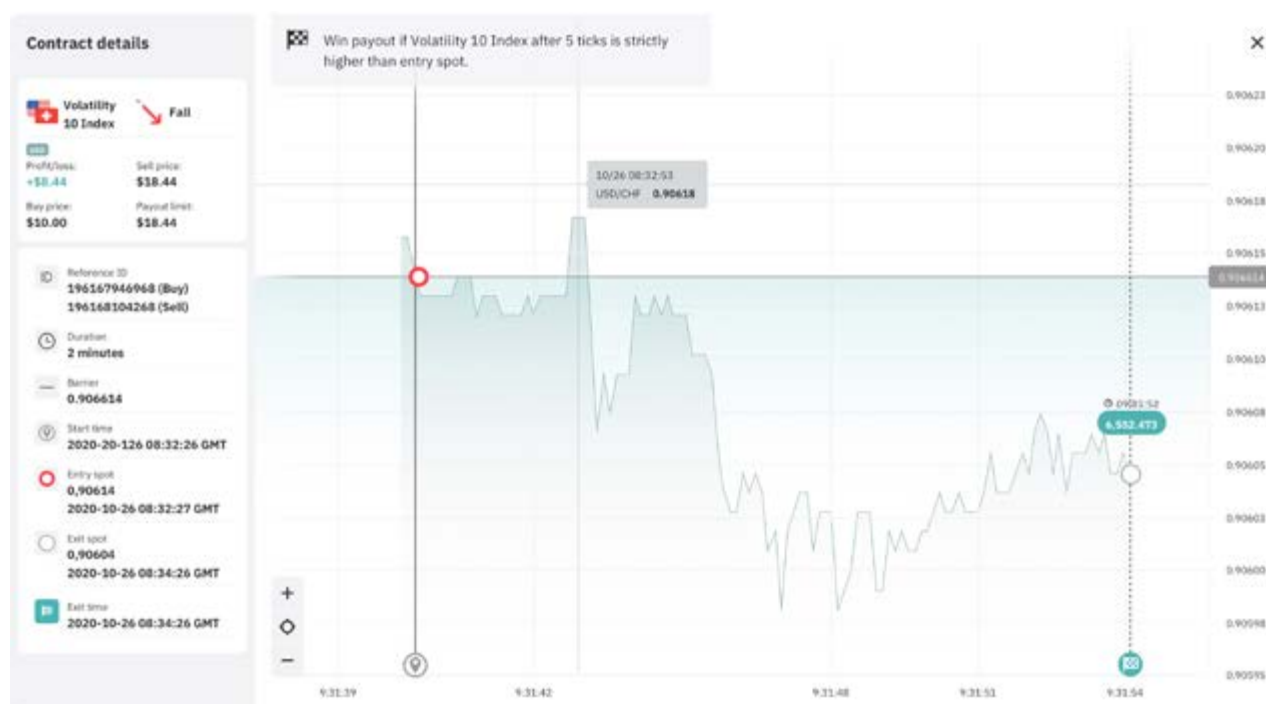 Contract details
Volatility
10 Index
Fall
Profit/loss:
Sell price:
+$8.44
$18.44
Buy price:
Payout limit:
$10.00
$18.44
ID
Reference ID
196167946968 (Buy)
196168104268 (Sell)
Duration
2 minutes
Barrier
0.906614
Start time
2020-20-126 08:32:26 GMT
Entry spot
0,90614
2020-10-26 08:32:27 GMT
Exit spot
0,90604
2020-10-26 08:34:26 GMT
Exit time
2020-10-26 08:34:26 GMT
Win payout if Volatility 10 Index after 5 ticks is strictly
higher than entry spot.
10/26 08:32:53
USD/CHF 0.90618
6,552.473
0.90623
0.90620
0.90618
0.90615
0.90613
0.90610
0.90608
0.90605
0.90603
0.90600
0.90598
0.90595
9:31:39
9:31:42
9:31:48
9:31:51
9:31:54